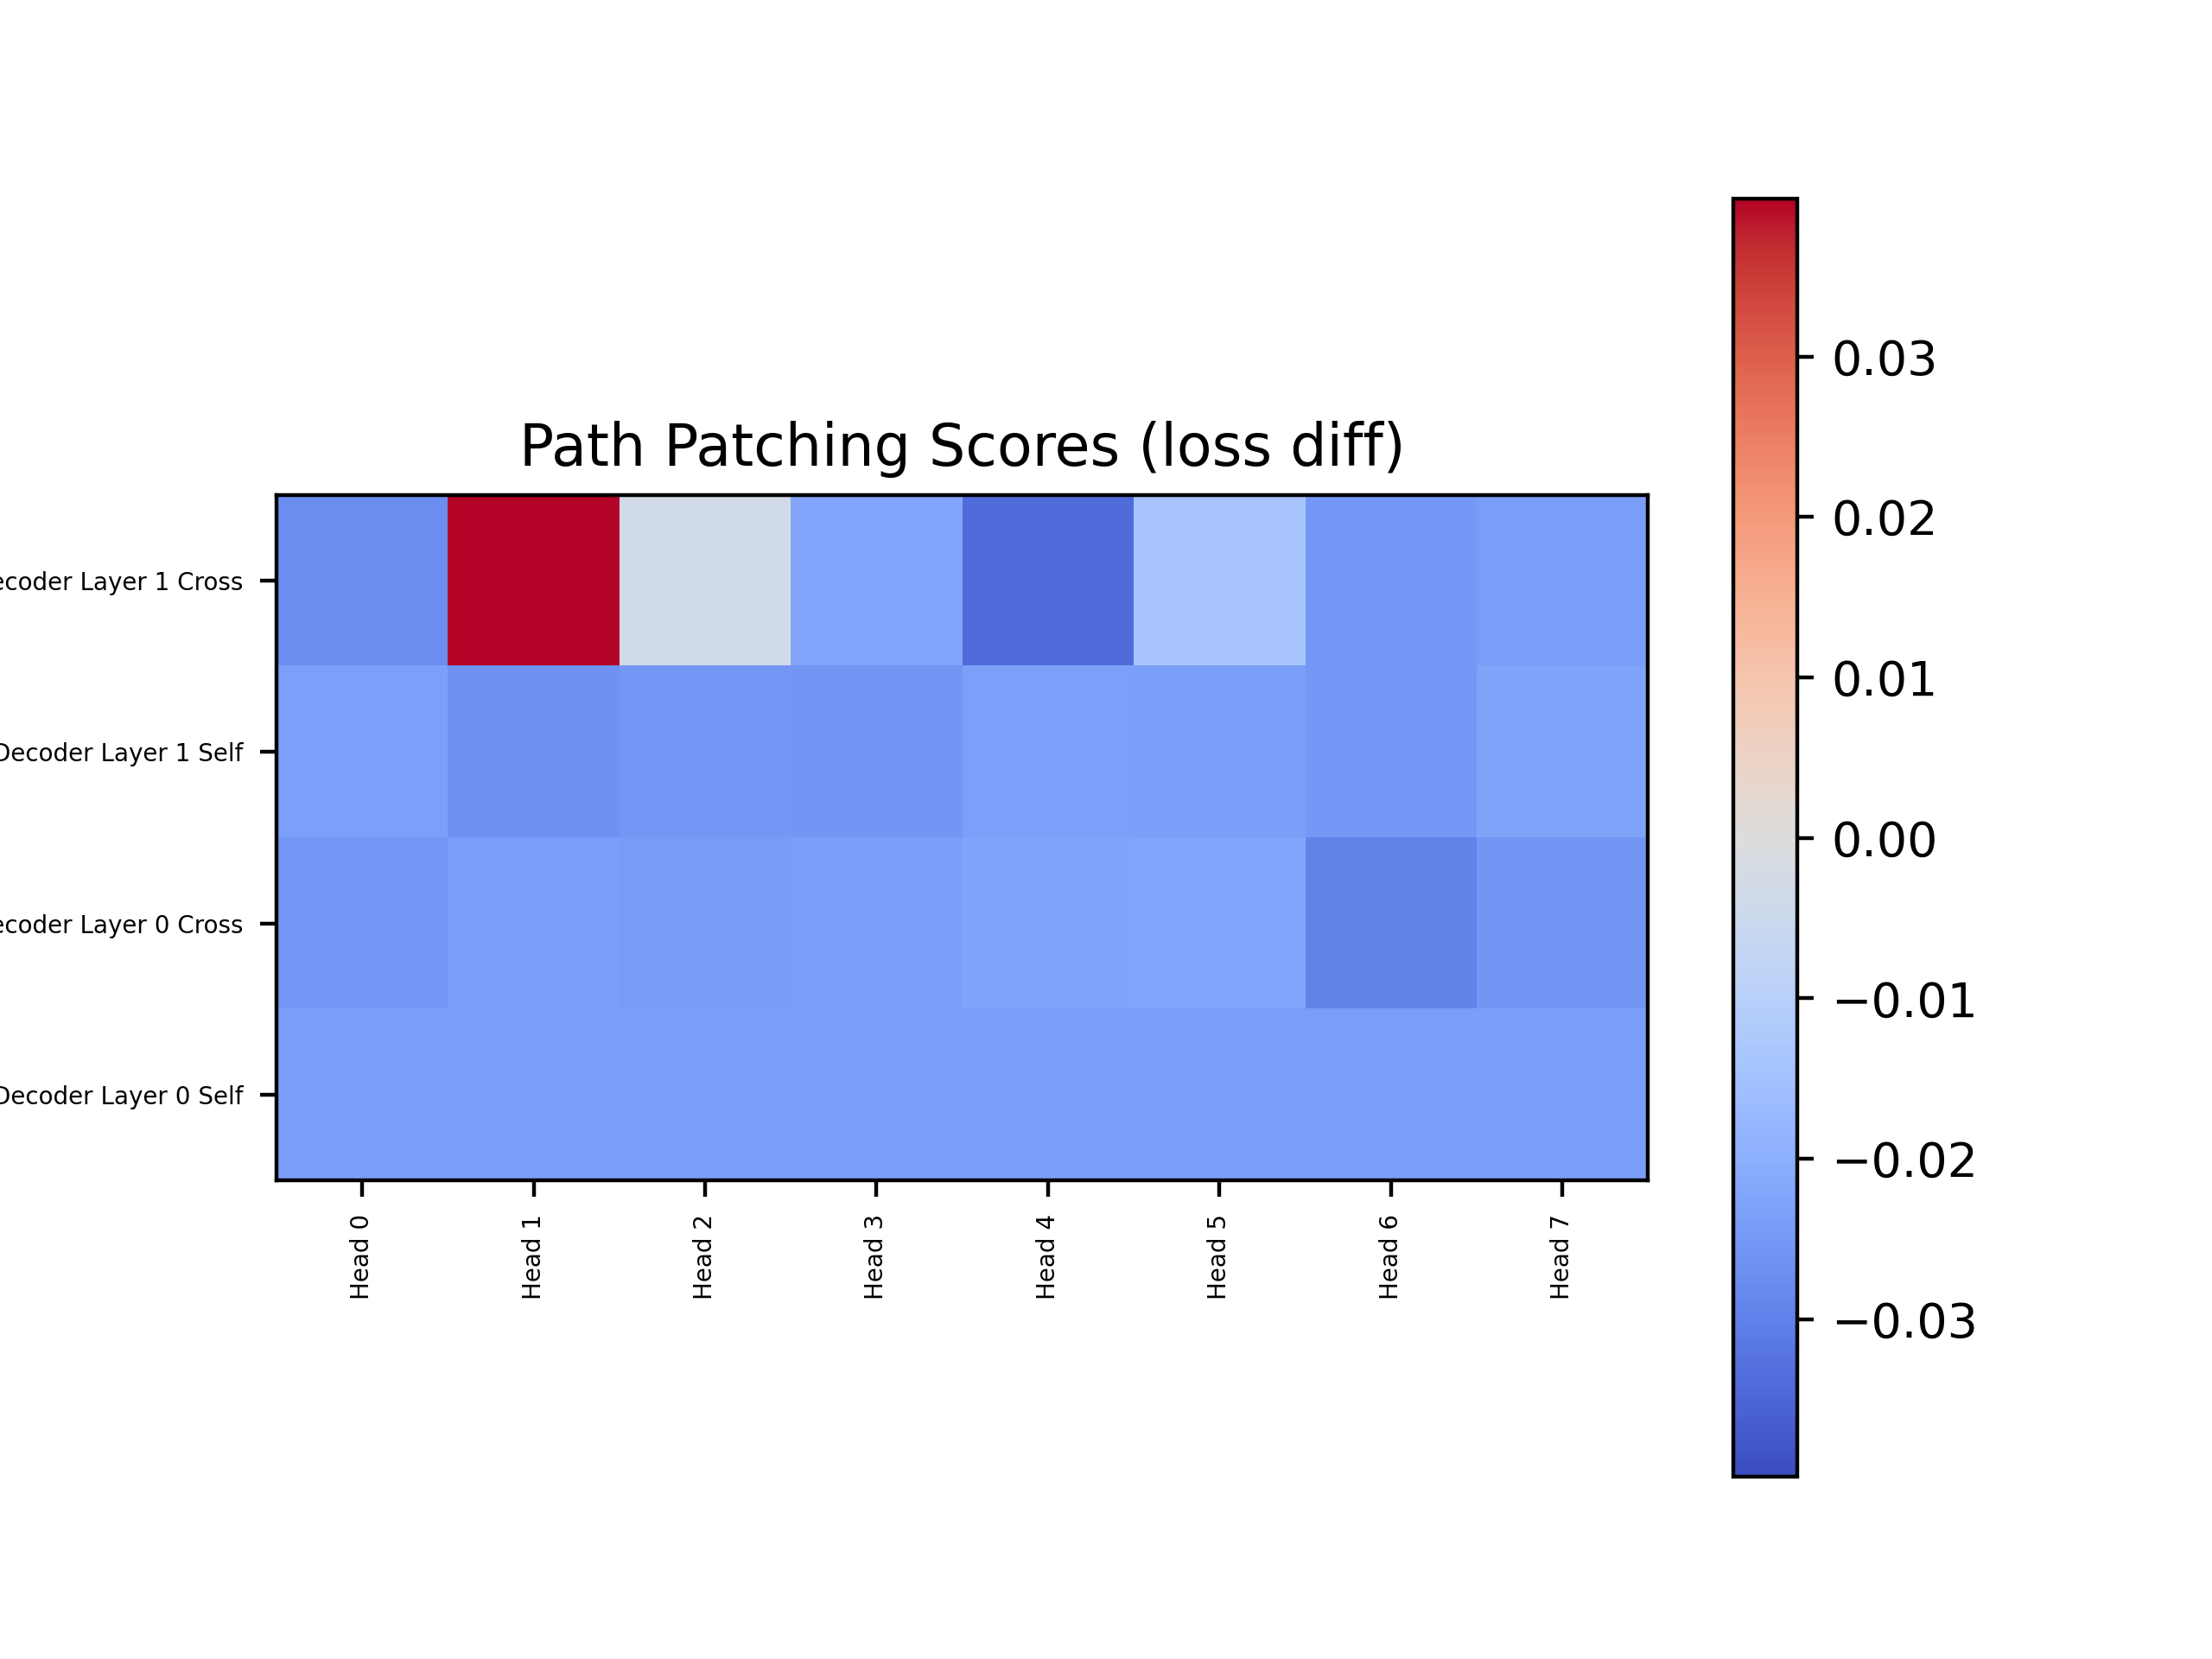 Path Patching Scores (loss diff)
ecoder Layer 1 Cross
Decoder Layer 1 Self
ecoder Layer 0 Cross
Decoder Layer 0 Self
Head 0
Head 1
Head 2
Head 3
Head 4
Head 5
Head 6
Head 7
0.03
0.02
0.01
0.00
−0.01
−0.02
−0.03